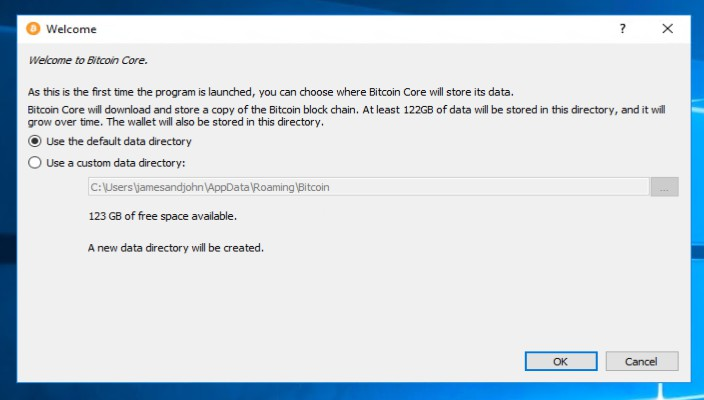 Welcome
Welcome to Bitcoin Core.
As this is the first time the program is launched, you can choose where Bitcoin Core will store its data.
Bitcoin Core will download and store a copy of the Bitcoin block chain. At least 122GB of data will be stored in this directory, and it will
grow over time. The wallet will also be stored in this directory.
Use the default data directory
Use a custom data directory:
C:\Users\jamesandjohn\AppData\Roaming\Bitcoin
...
123 GB of free space available.
A new data directory will be created.
OK
Cancel